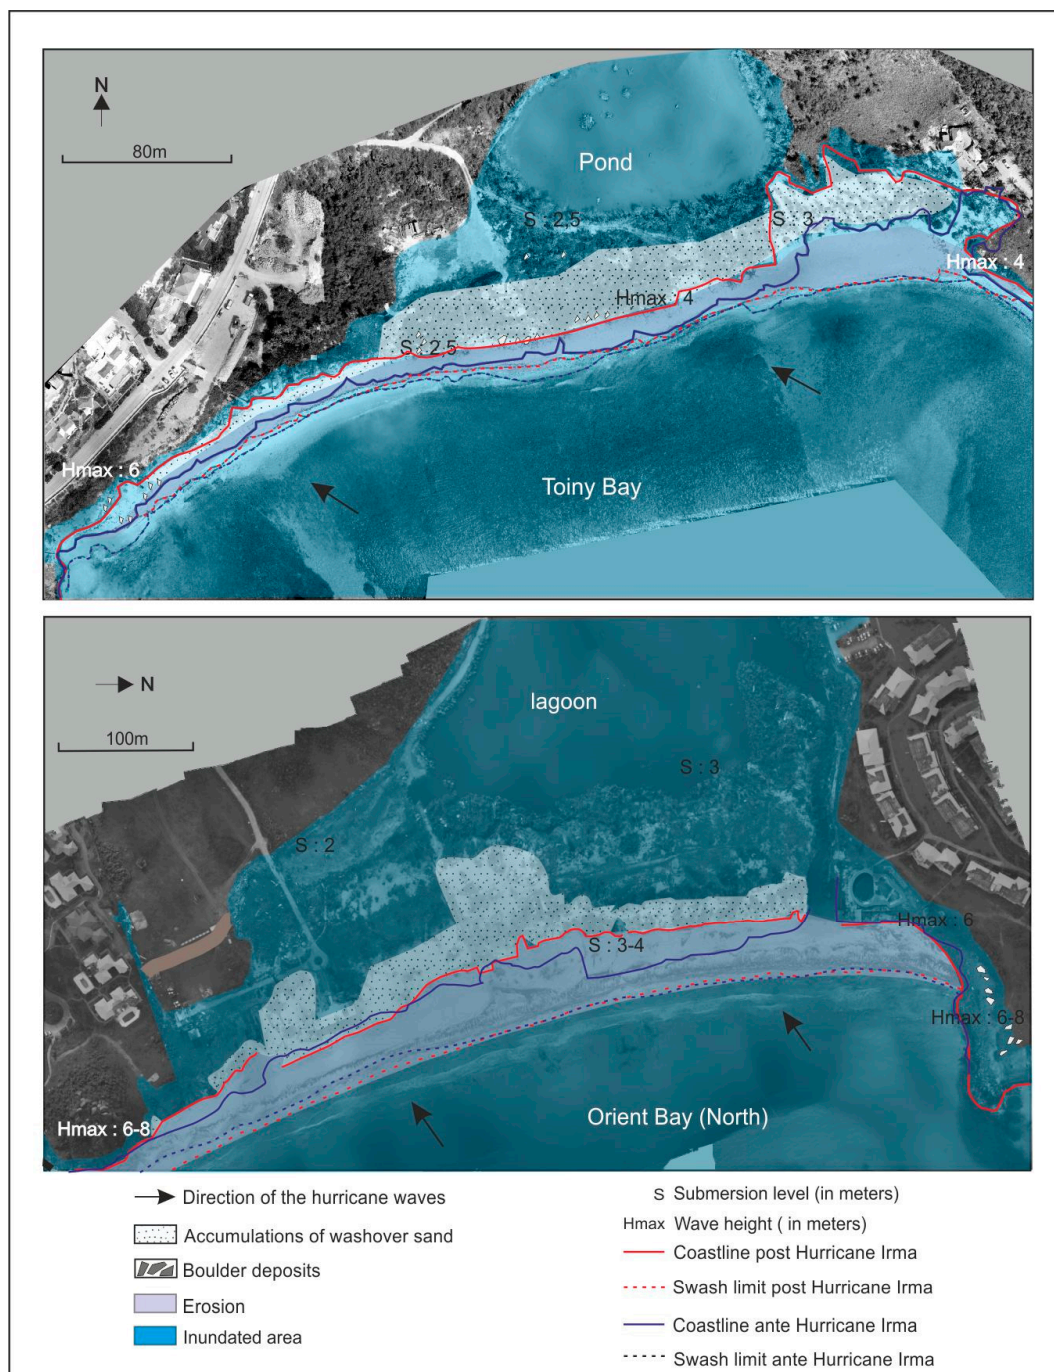 N
80m
Pond
S : 2,5
S : 3
Hmax : 4
Hmax : 4
S : 2,5
Hmax : 6
Toiny Bay
N
100m
lagoon
S : 3
S : 2
Hmax : 6
S : 3-4
Hmax : 6-8
Hmax : 6-8
Orient Bay (North)
Direction of the hurricane waves
Accumulations of washover sand
Boulder deposits
Erosion
Inundated area
S Submersion level (in meters)
Hmax Wave height ( in meters)
Coastline post Hurricane Irma
Swash limit post Hurricane Irma
Coastline ante Hurricane Irma
Swash limit ante Hurricane Irma